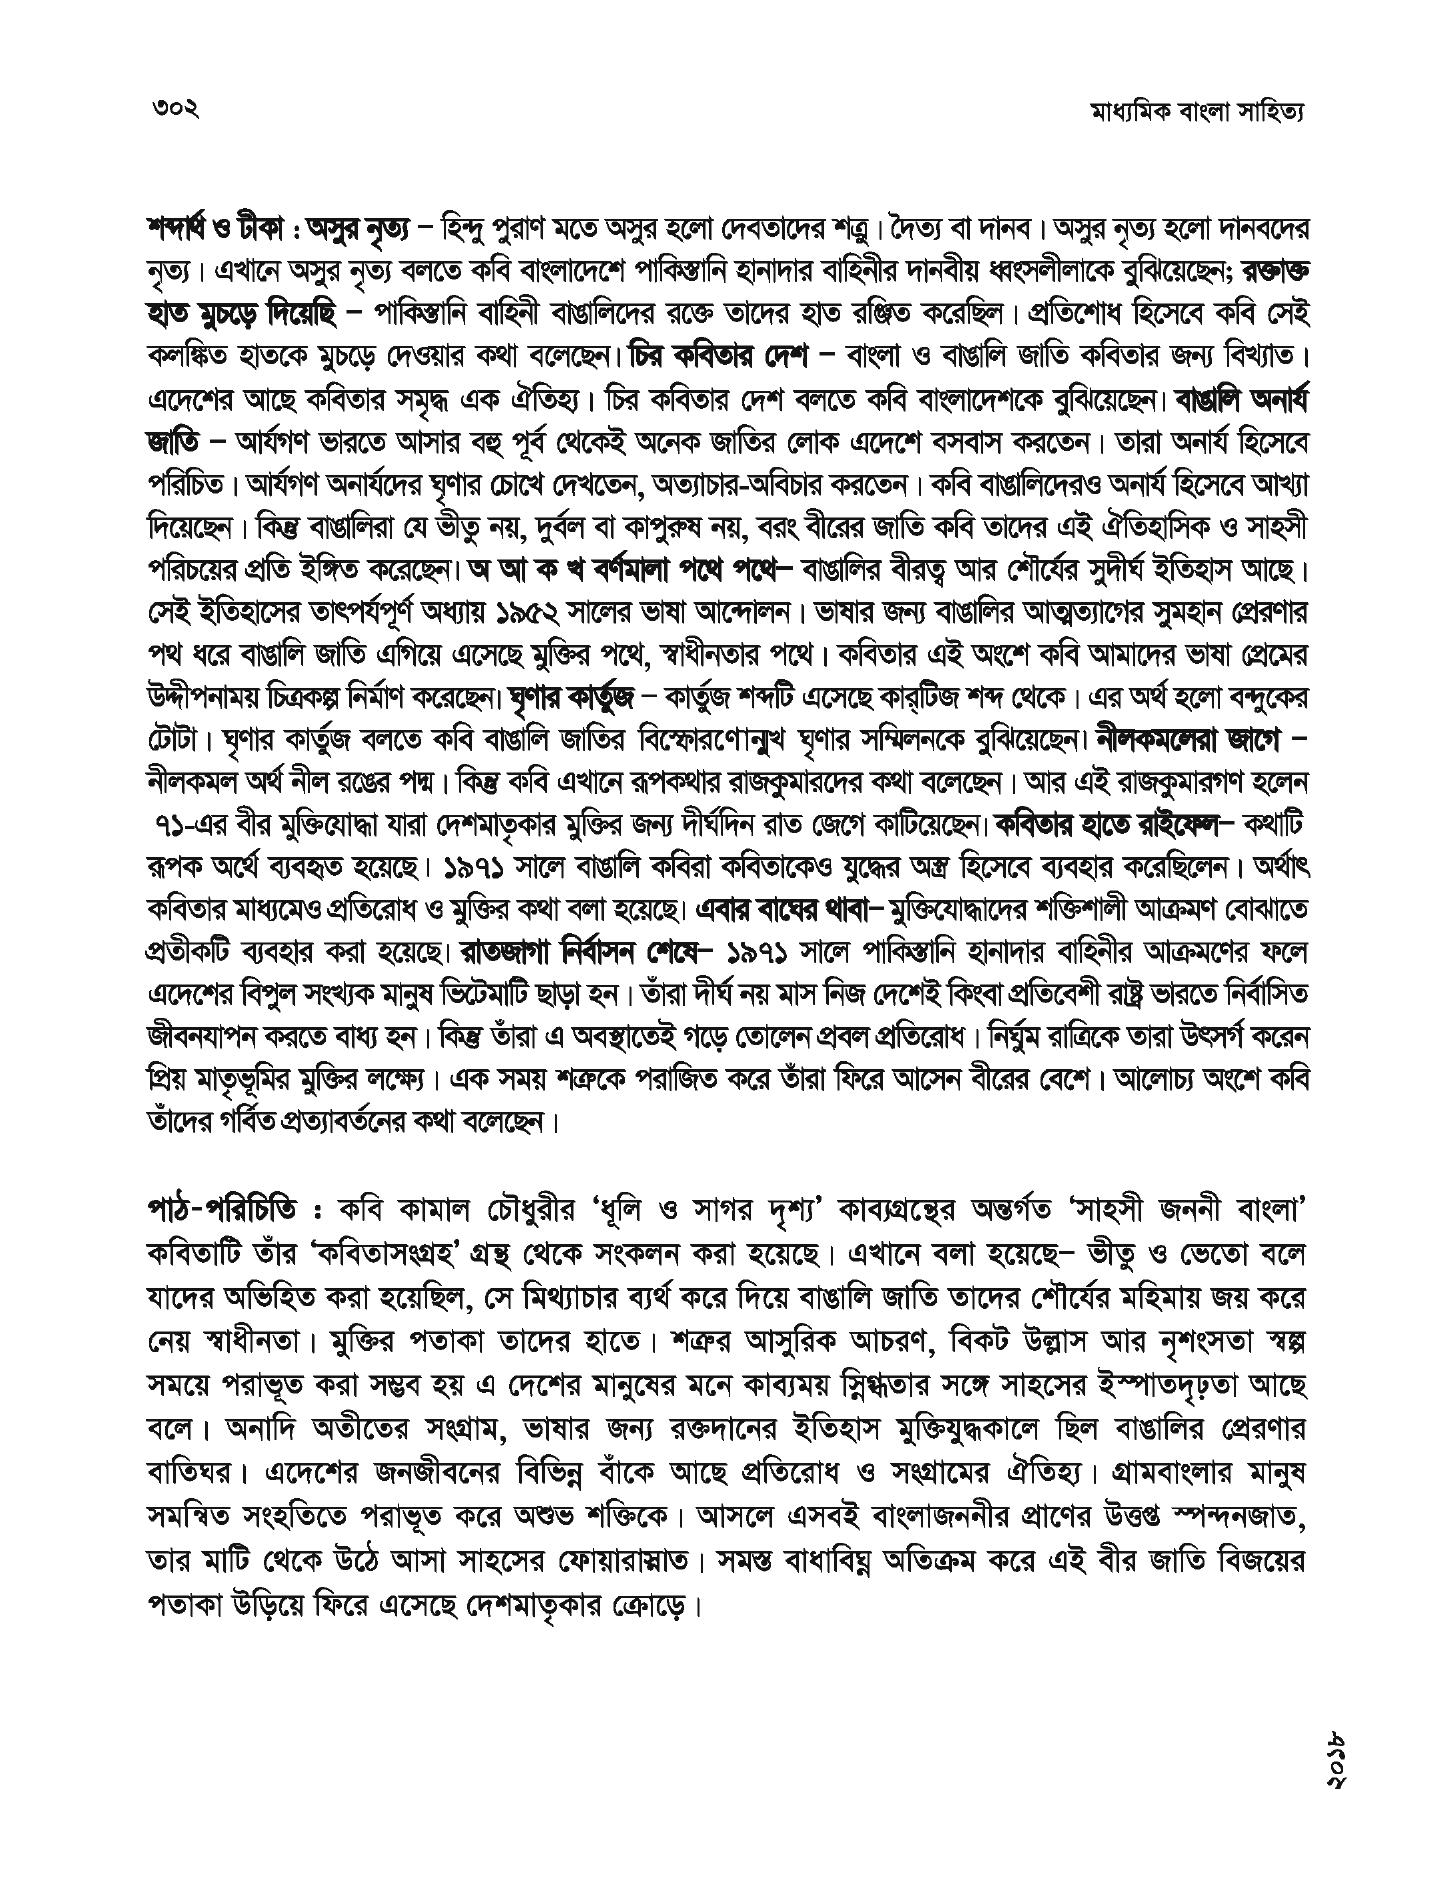 ৩০২
মাধ্যমিক বাংলা সাহিত্য
শব্দার্থ ও টীকা : অসুর নৃত্য – হিন্দু পুরাণ মতে অসুর হলো দেবতাদের শত্রু। দৈত্য বা দানব। অসুর নৃত্য হলো দানবদের
নৃত্য। এখানে অসুর নৃত্য বলতে কবি বাংলাদেশে পাকিস্তানি হানাদার বাহিনীর দানবীয় ধ্বংসলীলাকে বুঝিয়েছেন; রক্তাক্ত
হাত মুচড়ে দিয়েছি – পাকিস্তানি বাহিনী বাঙালিদের রক্তে তাদের হাত রঞ্জিত করেছিল। প্রতিশোধ হিসেবে কবি সেই
কলঙ্কিত হাতকে মুচড়ে দেওয়ার কথা বলেছেন। চির কবিতার দেশ – বাংলা ও বাঙালি জাতি কবিতার জন্য বিখ্যাত।
এদেশের আছে কবিতার সমৃদ্ধ এক ঐতিহ্য। চির কবিতার দেশ বলতে কবি বাংলাদেশকে বুঝিয়েছেন। বাঙালি অনার্য
জাতি – আর্যগণ ভারতে আসার বহু পূর্ব থেকেই অনেক জাতির লোক এদেশে বসবাস করতেন। তারা অনার্য হিসেবে
পরিচিত। আর্যগণ অনার্যদের ঘৃণার চোখে দেখতেন, অত্যাচার-অবিচার করতেন। কবি বাঙালিদেরও অনার্য হিসেবে আখ্যা
দিয়েছেন। কিন্তু বাঙালিরা যে ভীতু নয়, দুর্বল বা কাপুরুষ নয়, বরং বীরের জাতি কবি তাদের এই ঐতিহাসিক ও সাহসী
পরিচয়ের প্রতি ইঙ্গিত করেছেন। অ আ ক খ বর্ণমালা পথে পথে– বাঙালির বীরত্ব আর শৌর্যের সুদীর্ঘ ইতিহাস আছে।
সেই ইতিহাসের তাৎপর্যপূর্ণ অধ্যায় ১৯৫২ সালের ভাষা আন্দোলন। ভাষার জন্য বাঙালির আত্মত্যাগের সুমহান প্রেরণার
পথ ধরে বাঙালি জাতি এগিয়ে এসেছে মুক্তির পথে, স্বাধীনতার পথে। কবিতার এই অংশে কবি আমাদের ভাষা প্রেমের
উদ্দীপনাময় চিত্রকল্প নির্মাণ করেছেন। ঘৃণার কার্তুজ – কার্তুজ শব্দটি এসেছে কার্‌টিজ শব্দ থেকে। এর অর্থ হলো বন্দুকের
টোটা। ঘৃণার কার্তুজ বলতে কবি বাঙালি জাতির বিস্ফোরণোন্মুখ ঘৃণার সম্মিলনকে বুঝিয়েছেন। নীলকমলেরা জাগে –
নীলকমল অর্থ নীল রঙের পদ্ম। কিন্তু কবি এখানে রূপকথার রাজকুমারদের কথা বলেছেন। আর এই রাজকুমারগণ হলেন
৭১-এর বীর মুক্তিযোদ্ধা যারা দেশমাতৃকার মুক্তির জন্য দীর্ঘদিন রাত জেগে কাটিয়েছেন। কবিতার হাতে রাইফেল– কথাটি
রূপক অর্থে ব্যবহৃত হয়েছে। ১৯৭১ সালে বাঙালি কবিরা কবিতাকেও যুদ্ধের অস্ত্র হিসেবে ব্যবহার করেছিলেন। অর্থাৎ
কবিতার মাধ্যমেও প্রতিরোধ ও মুক্তির কথা বলা হয়েছে। এবার বাঘের থাবা– মুক্তিযোদ্ধাদের শক্তিশালী আক্রমণ বোঝাতে
প্রতীকটি ব্যবহার করা হয়েছে। রাতজাগা নির্বাসন শেষে– ১৯৭১ সালে পাকিস্তানি হানাদার বাহিনীর আক্রমণের ফলে
এদেশের বিপুল সংখ্যক মানুষ ভিটেমাটি ছাড়া হন। তাঁরা দীর্ঘ নয় মাস নিজ দেশেই কিংবা প্রতিবেশী রাষ্ট্র ভারতে নির্বাসিত
জীবনযাপন করতে বাধ্য হন। কিন্তু তাঁরা এ অবস্থাতেই গড়ে তোলেন প্রবল প্রতিরোধ। নির্ঘুম রাত্রিকে তারা উৎসর্গ করেন
প্রিয় মাতৃভূমির মুক্তির লক্ষ্যে। এক সময় শত্রুকে পরাজিত করে তাঁরা ফিরে আসেন বীরের বেশে। আলোচ্য অংশে কবি
তাঁদের গর্বিত প্রত্যাবর্তনের কথা বলেছেন।
পাঠ-পরিচিতি : কবি কামাল চৌধুরীর ‘ধূলি ও সাগর দৃশ্য’ কাব্যগ্রন্থের অন্তর্গত ‘সাহসী জননী বাংলা’
কবিতাটি তাঁর ‘কবিতাসংগ্রহ’ গ্রন্থ থেকে সংকলন করা হয়েছে। এখানে বলা হয়েছে– ভীতু ও ভেতো বলে
যাদের অভিহিত করা হয়েছিল, সে মিথ্যাচার ব্যর্থ করে দিয়ে বাঙালি জাতি তাদের শৌর্যের মহিমায় জয় করে
নেয় স্বাধীনতা। মুক্তির পতাকা তাদের হাতে। শত্রুর আসুরিক আচরণ, বিকট উল্লাস আর নৃশংসতা স্বল্প
সময়ে পরাভূত করা সম্ভব হয় এ দেশের মানুষের মনে কাব্যময় স্নিগ্ধতার সঙ্গে সাহসের ইস্পাতদৃঢ়তা আছে
বলে। অনাদি অতীতের সংগ্রাম, ভাষার জন্য রক্তদানের ইতিহাস মুক্তিযুদ্ধকালে ছিল বাঙালির প্রেরণার
বাতিঘর। এদেশের জনজীবনের বিভিন্ন বাঁকে আছে প্রতিরোধ ও সংগ্রামের ঐতিহ্য। গ্রামবাংলার মানুষ
সমন্বিত সংহতিতে পরাভূত করে অশুভ শক্তিকে। আসলে এসবই বাংলাজননীর প্রাণের উত্তপ্ত স্পন্দনজাত,
তার মাটি থেকে উঠে আসা সাহসের ফোয়ারাস্নাত। সমস্ত বাধাবিঘ্ন অতিক্রম করে এই বীর জাতি বিজয়ের
পতাকা উড়িয়ে ফিরে এসেছে দেশমাতৃকার ক্রোড়ে।
২০১৮